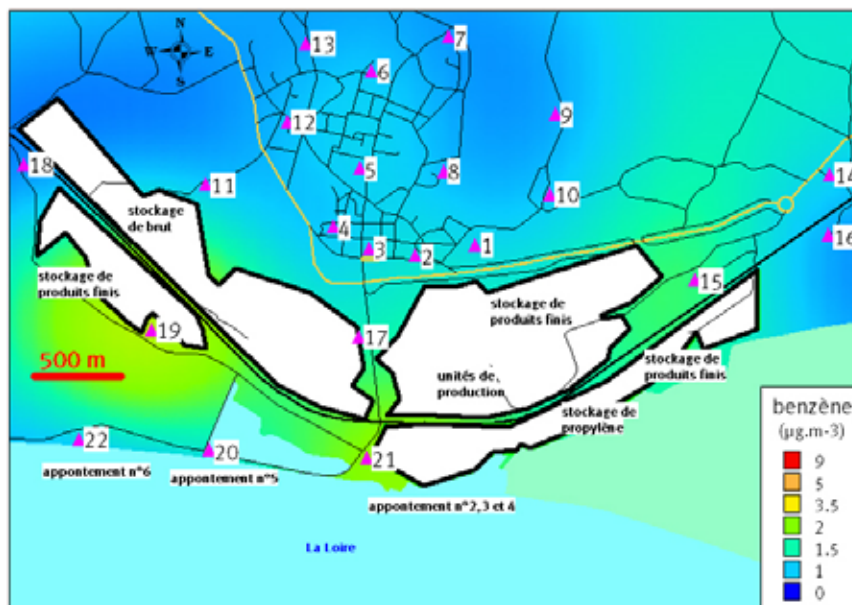 N
W E
S
13
7
6
12
9
18
5
8
11
10
14
stockage
de brut
4
3
2
1
16
stockage de
produits finis
15
stockage de
produits finis
19
17
500 m
stockage de
produits finis
unités de
production
stockage de
propylène
benzène
(µg.m-3)
9
5
3.5
2
1.5
1
0
22
20
21
appontement n°6
appontement n°5
appontement n°2,3 et 4
La Loire